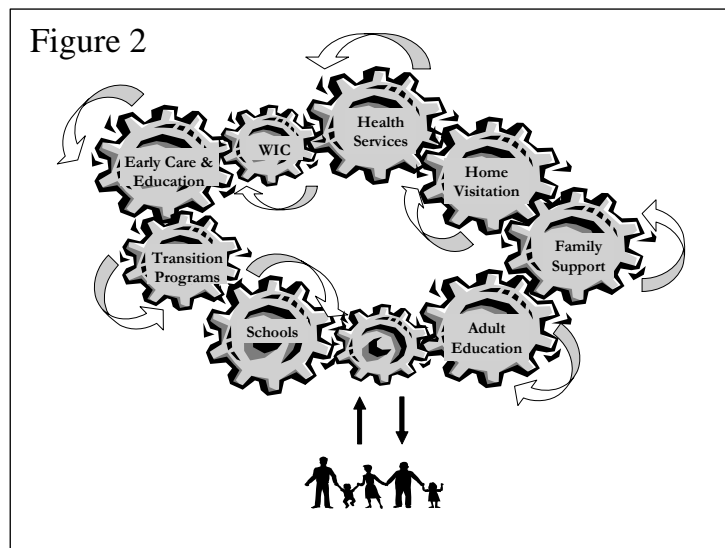 Figure 2
Health
Services
WIC
Early Care &
Education
Home
Visitation
Family
Support
Transition
Programs
Schools
Adult
Education